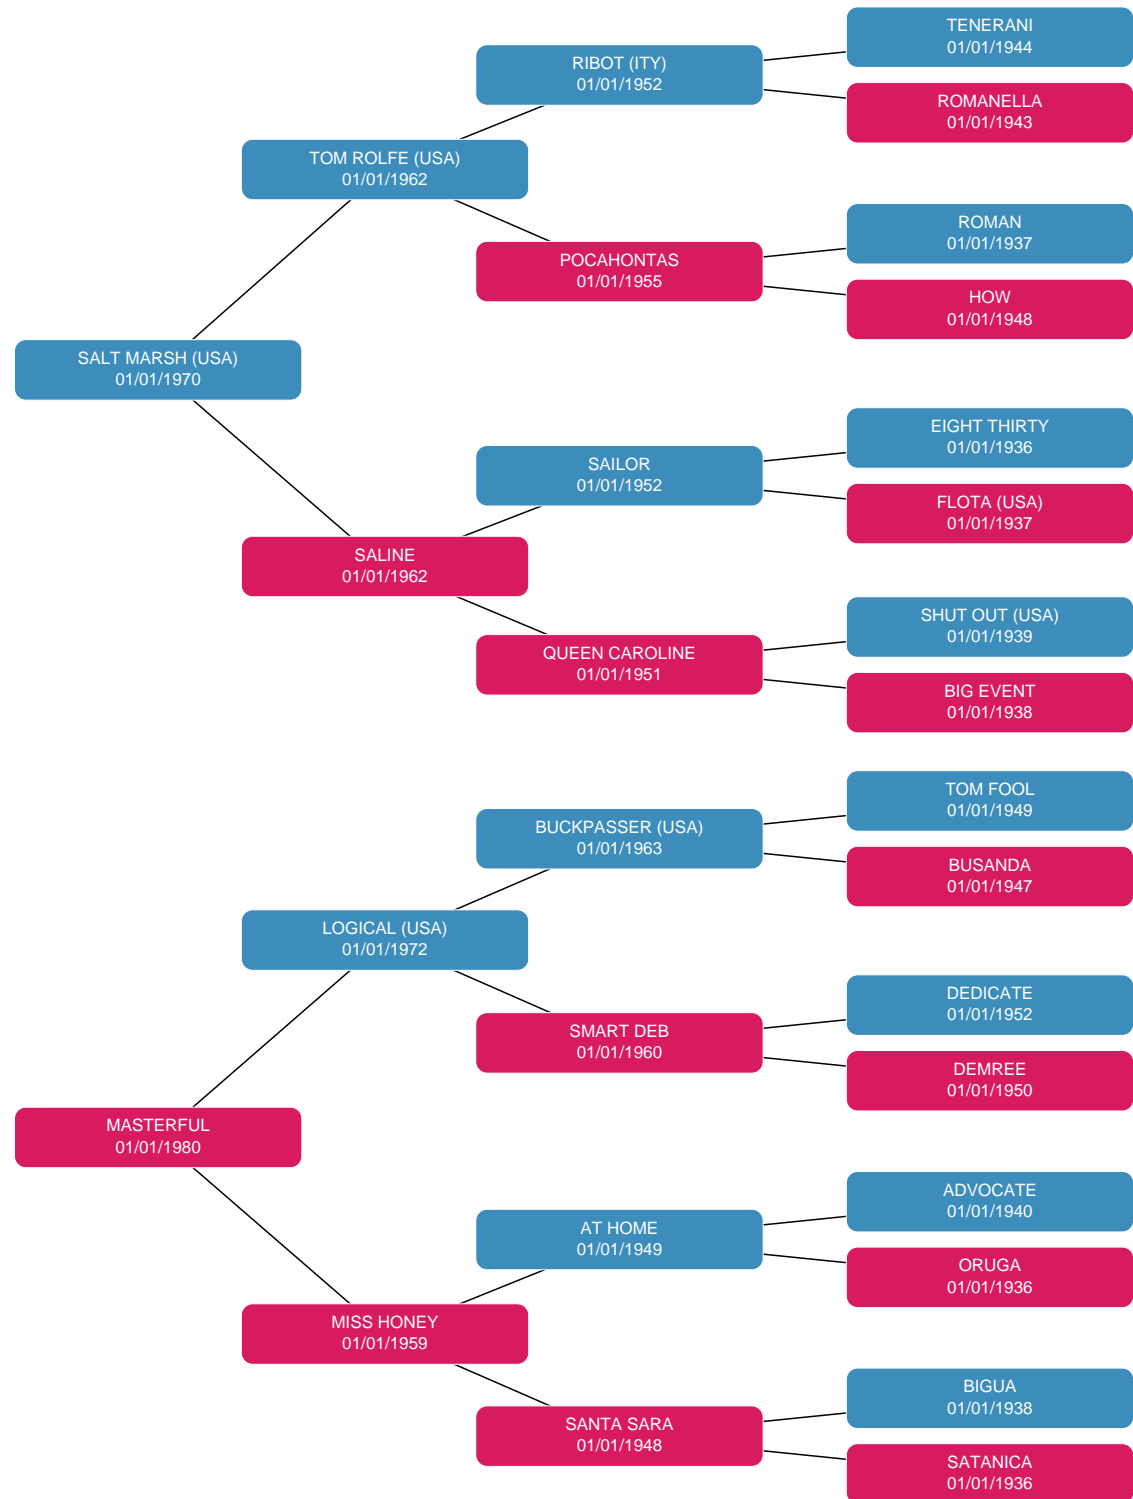 TENERANI
01/01/1944
RIBOT (ITY)
01/01/1952
ROMANELLA
01/01/1943
TOM ROLFE (USA)
01/01/1962
ROMAN
01/01/1937
POCAHONTAS
01/01/1955
HOW
01/01/1948
SALT MARSH (USA)
01/01/1970
EIGHT THIRTY
01/01/1936
SAILOR
01/01/1952
FLOTA (USA)
01/01/1937
SALINE
01/01/1962
SHUT OUT (USA)
01/01/1939
QUEEN CAROLINE
01/01/1951
BIG EVENT
01/01/1938
TOM FOOL
01/01/1949
BUCKPASSER (USA)
01/01/1963
BUSANDA
01/01/1947
LOGICAL (USA)
01/01/1972
DEDICATE
01/01/1952
SMART DEB
01/01/1960
DEMREE
01/01/1950
MASTERFUL
01/01/1980
ADVOCATE
01/01/1940
AT HOME
01/01/1949
ORUGA
01/01/1936
MISS HONEY
01/01/1959
BIGUA
01/01/1938
SANTA SARA
01/01/1948
SATANICA
01/01/1936